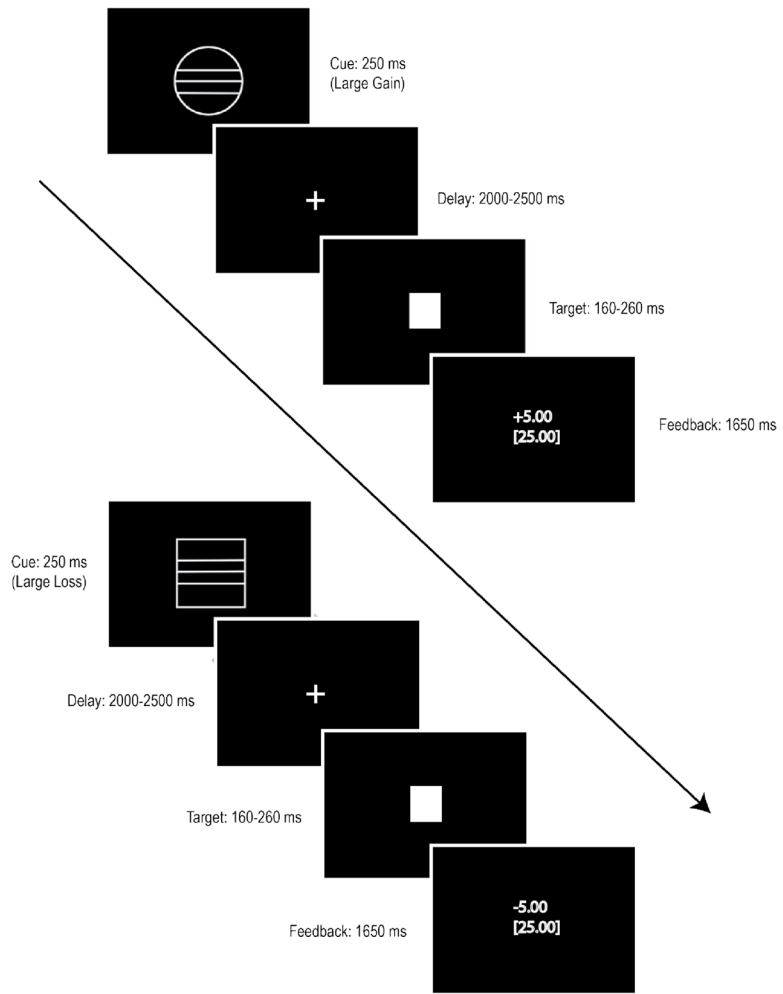 Cue: 250 ms
(Large Gain)
Delay: 2000-2500 ms
Target: 160-260 ms
+5.00
[25.00]
Feedback: 1650 ms
Cue: 250 ms
(Large Loss)
Delay: 2000-2500 ms
Target: 160-260 ms
-5.00
[25.00]
Feedback: 1650 ms